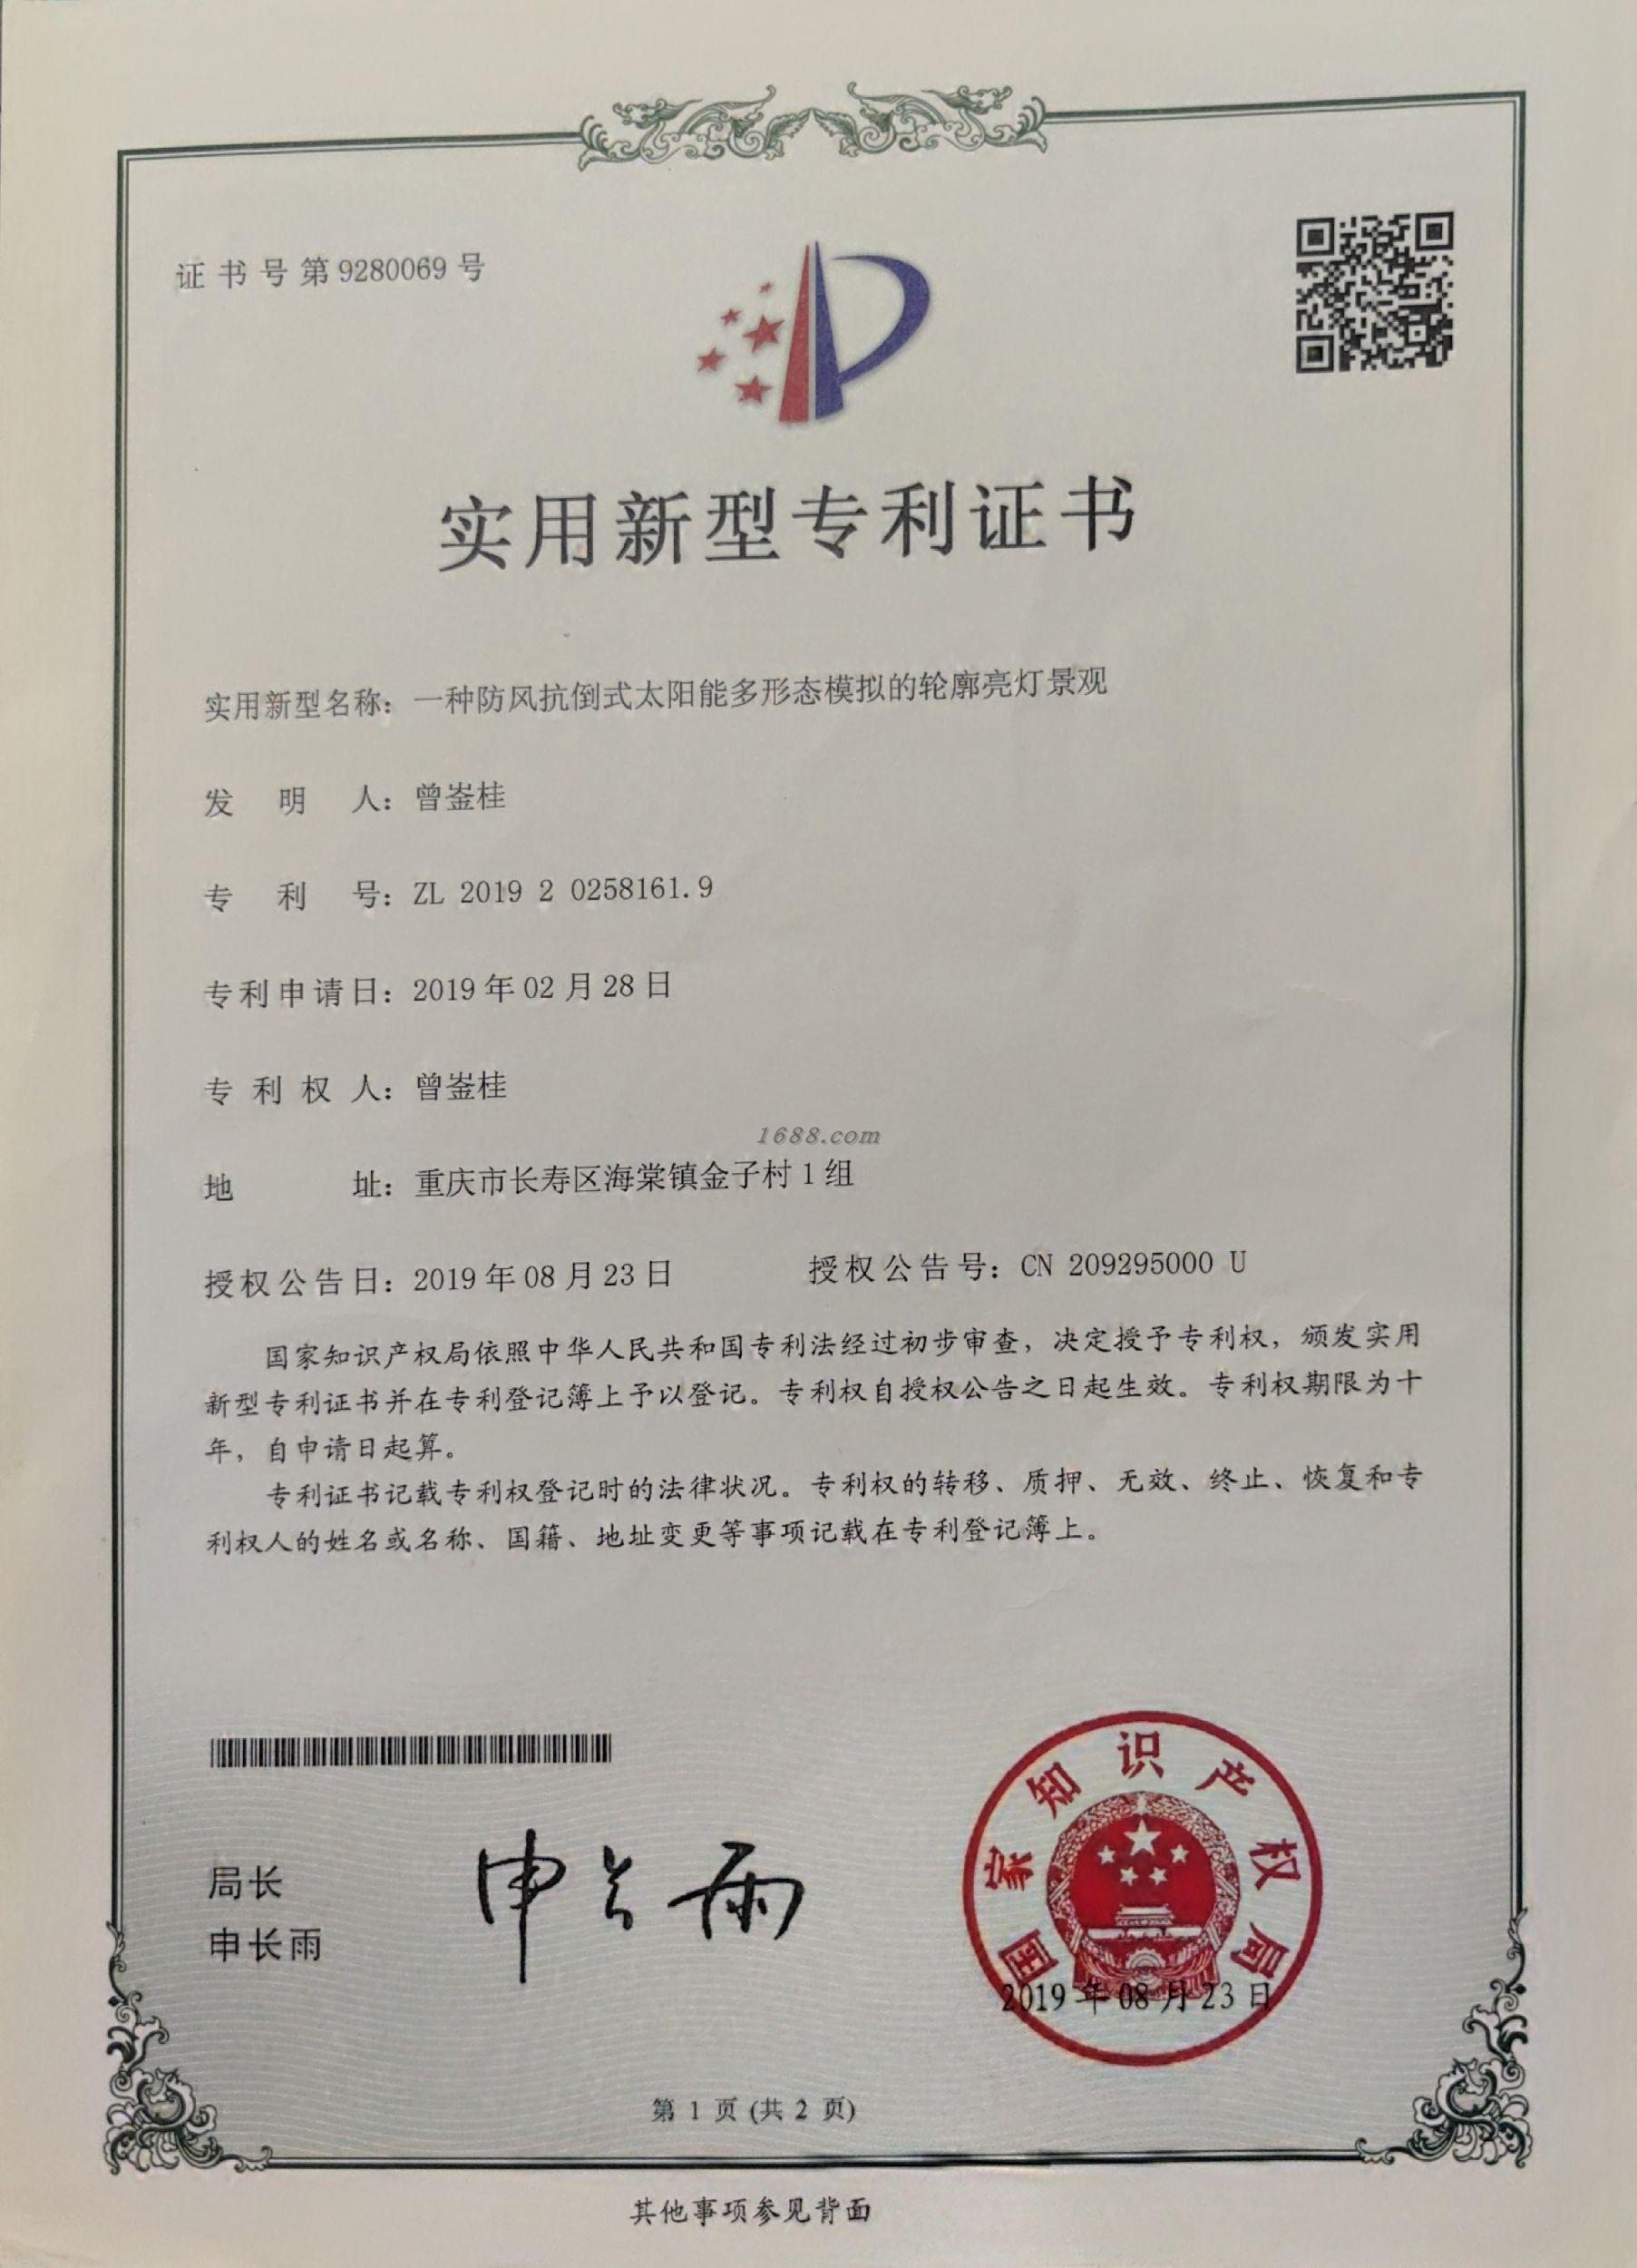 证书号第9280069号
实用新型专利证书
实用新型名称：一种防风抗倒式太阳能多形态模拟的轮廓亮灯景观
发明人：曾崟桂
专利号：ZL 2019 2 0258161.9
专利申请日：2019年02月28日
专利权人：曾崟桂
1688.com
地址：重庆市长寿区海棠镇金子村1组
授权公告日：2019年08月23日 授权公告号：CN 209295000 U
国家知识产权局依照中华人民共和国专利法经过初步审查，决定授予专利权，颁发实用
新型专利证书并在专利登记簿上予以登记。专利权自授权公告之日起生效。专利权期限为十
年，自申请日起算。
专利证书记载专利权登记时的法律状况。专利权的转移、质押、无效、终止、恢复和专
利权人的姓名或名称、国籍、地址变更等事项记载在专利登记簿上。
局长
申长雨
申长雨
国家知识产权局
2019年08月23日
第 1 页 (共 2 页)
其他事项参见背面